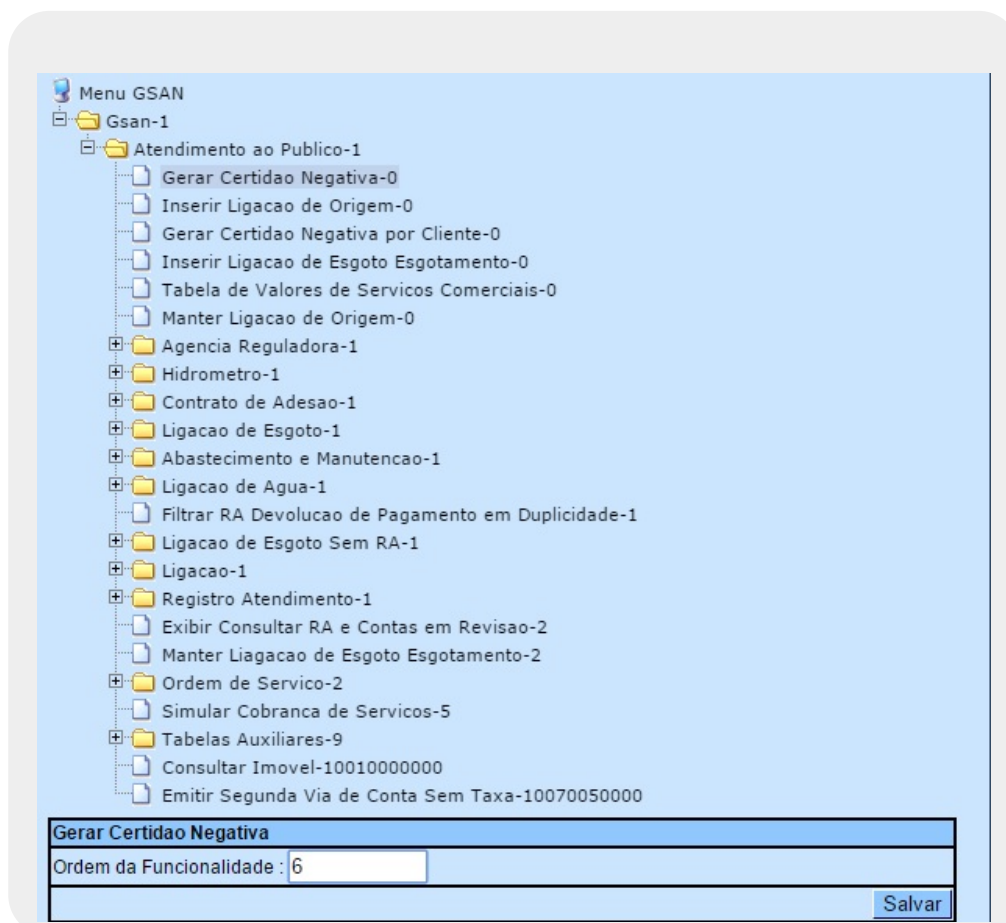 Menu GSAN
Gsan-1
Atendimento ao Publico-1
Gerar Certidao Negativa-0
Inserir Ligacao de Origem-0
Gerar Certidao Negativa por Cliente-0
Inserir Ligacao de Esgoto Esgotamento-0
Tabela de Valores de Servicos Comerciais-0
Manter Ligacao de Origem-0
Agencia Reguladora-1
Hidrometro-1
Contrato de Adesao-1
Ligacao de Esgoto-1
Abastecimento e Manutencao-1
Ligacao de Agua-1
Filtrar RA Devolucao de Pagamento em Duplicidade-1
Ligacao de Esgoto Sem RA-1
Ligacao-1
Registro Atendimento-1
Exibir Consultar RA e Contas em Revisao-2
Manter Liagacao de Esgoto Esgotamento-2
Ordem de Servico-2
Simular Cobranca de Servicos-5
Tabelas Auxiliares-9
Consultar Imovel-10010000000
Emitir Segunda Via de Conta Sem Taxa-10070050000
Gerar Certidao Negativa
Ordem da Funcionalidade : 6
Salvar